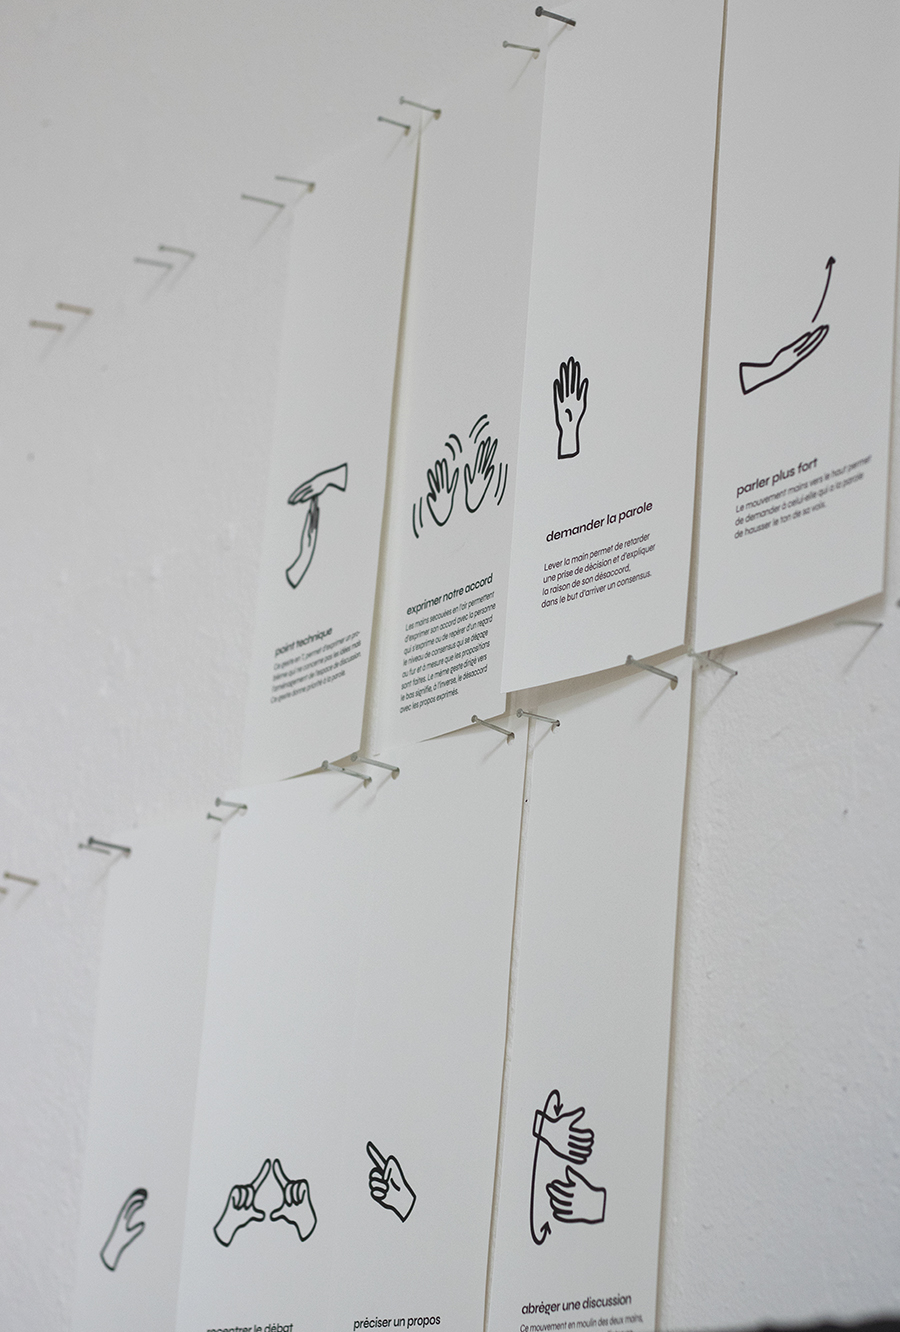 point technique
Ce geste en T permet d'exprimer un pro-
blème qui ne concerne pas les idées mais
l'aménagement de l'espace de discussion.
Ce geste donne priorité à la parole.
exprimer notre accord
Les mains secouées en l'air permettent
d'exprimer son accord avec la personne
qui s'exprime ou de repérer d'un regard
le niveau de consensus qui se dégage
au fur et à mesure que les propositions
sont faites. Le même geste dirigé vers
le bas signifie, à l'inverse, le désaccord
avec les propos exprimés.
demander la parole
Lever la main permet de retarder
une prise de décision et d'expliquer
la raison de son désaccord,
dans le but d'arriver un consensus.
parler plus fort
Le mouvement mains vers le haut permet
de demander à celui·elle qui a la parole
de hausser le ton de sa voix.
recentrer le débat
préciser un propos
abréger une discussion
Ce mouvement en moulin des deux mains,